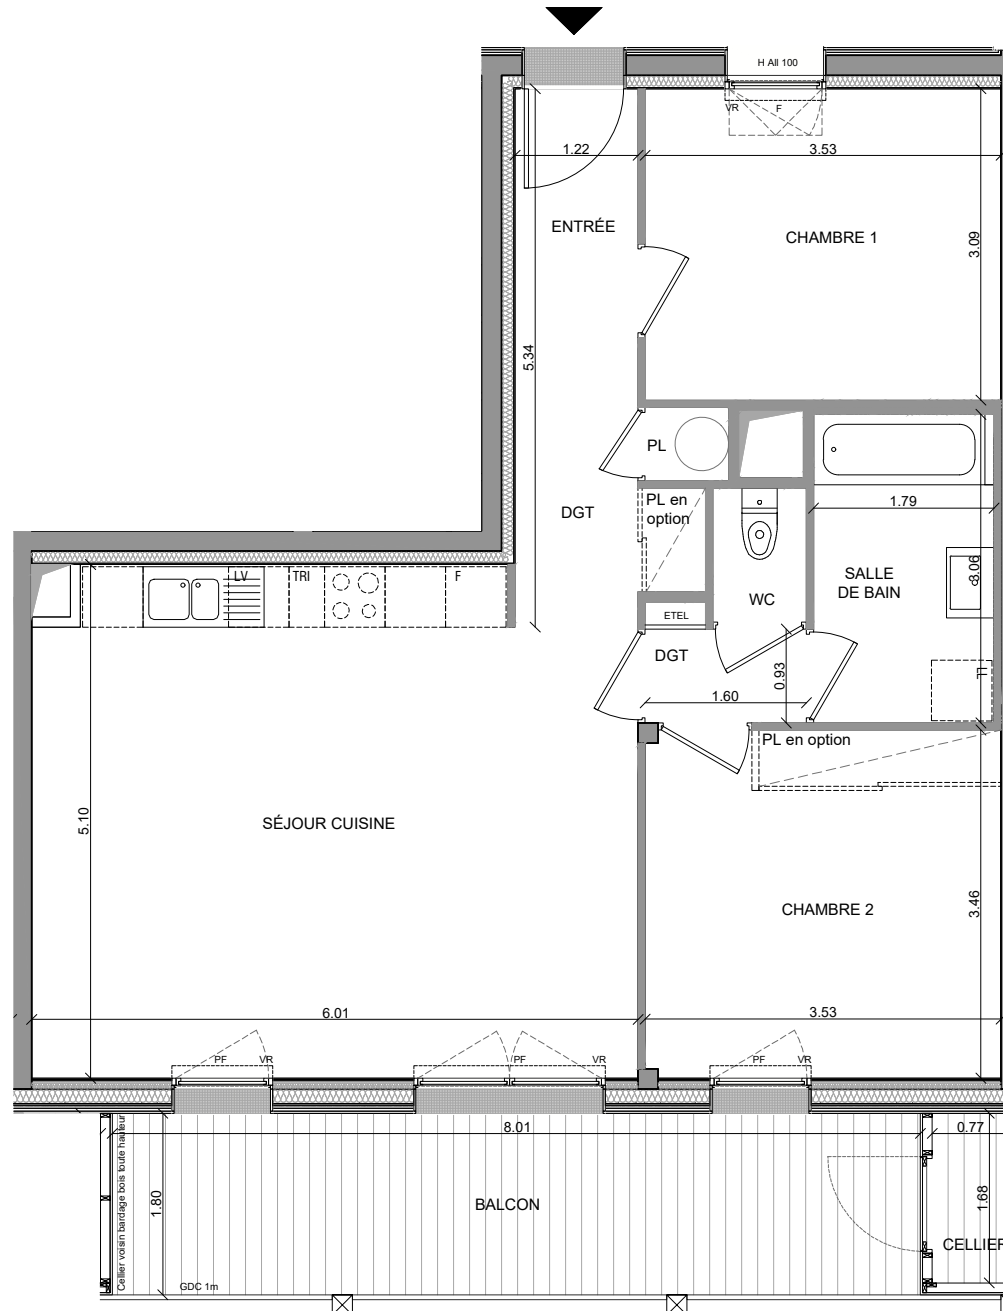 H All 100
VR
F
1.22
3.53
ENTRÉE
CHAMBRE 1
3.09
5.34
PL
PL en
option
DGT
1.79
LV
TRI
F
SALLE
DE BAIN
3.06
WC
ETEL
DGT
0.93
1.60
LL
PL en option
5.10
SÉJOUR CUISINE
CHAMBRE 2
3.46
6.01
3.53
PF
VR
PF
VR
PF
VR
8.01
0.77
Cellier voisin bardage bois toute hauteur
1.80
BALCON
1.68
CELLIER
GDC 1m